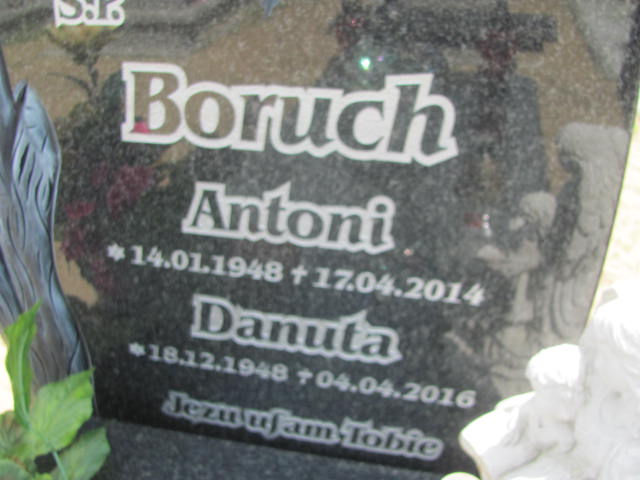 Ś.P.
Boruch
Antoni
* 14.01.1948 † 17.04.2014
Danuta
* 18.12.1948 † 04.04.2016
Jezu ufam Tobie